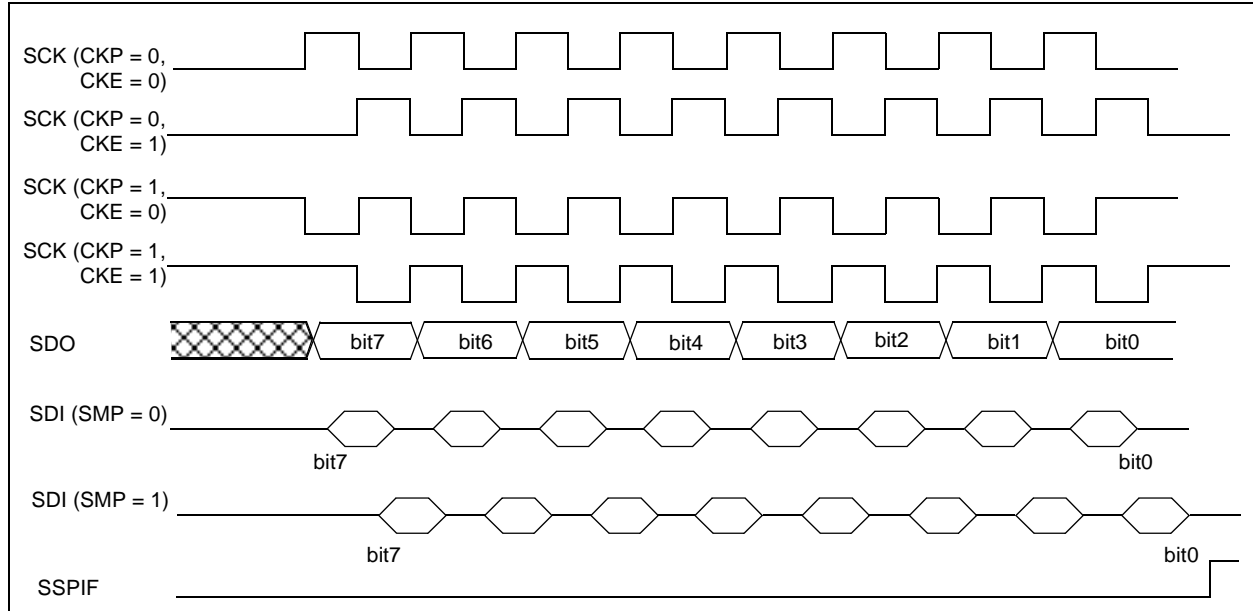 SCK (CKP = 0,
CKE = 0)
SCK (CKP = 0,
CKE = 1)
SCK (CKP = 1,
CKE = 0)
SCK (CKP = 1,
CKE = 1)
SDO bit7 bit6 bit5 bit4 bit3 bit2 bit1 bit0
SDI (SMP = 0)
bit7 bit0
SDI (SMP = 1)
bit7 bit0
SSPIF